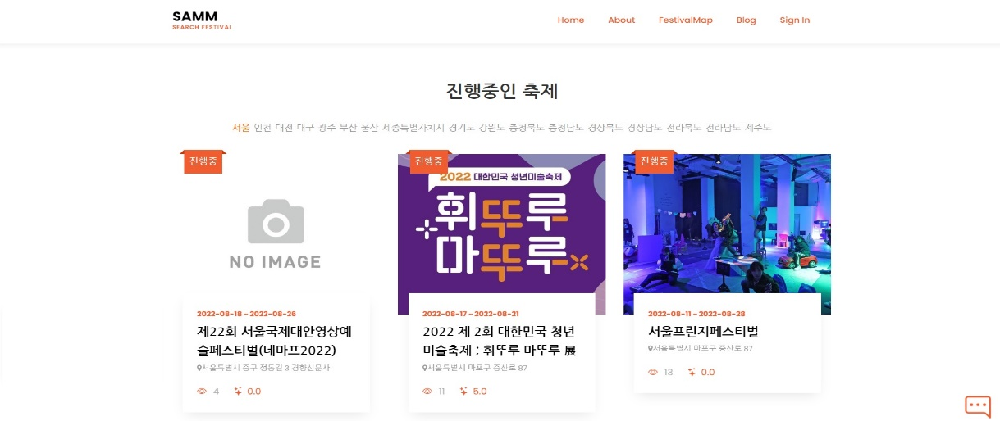 SAMM
SEARCH FESTIVAL
Home About FestivalMap Blog Sign In
진행중인 축제
서울 인천 대전 대구 광주 부산 울산 세종특별자치시 경기도 강원도 충청북도 충청남도 경상북도 경상남도 전라북도 전라남도 제주도
진행중
NO IMAGE
2022-08-18 ~ 2022-08-26
제22회 서울국제대안영상예
술페스티벌(네마프2022)
서울특별시 중구 정동길 3 경향신문사
4 0.0
진행중
2022 대한민국 청년미술축제
휘뚜루
마뚜루
2022-08-17 ~ 2022-08-21
2022 제 2회 대한민국 청년
미술축제 ; 휘뚜루 마뚜루 展
서울특별시 마포구 증산로 87
11 5.0
진행중
2022-08-11 ~ 2022-08-28
서울프린지페스티벌
서울특별시 마포구 증산로 87
13 0.0